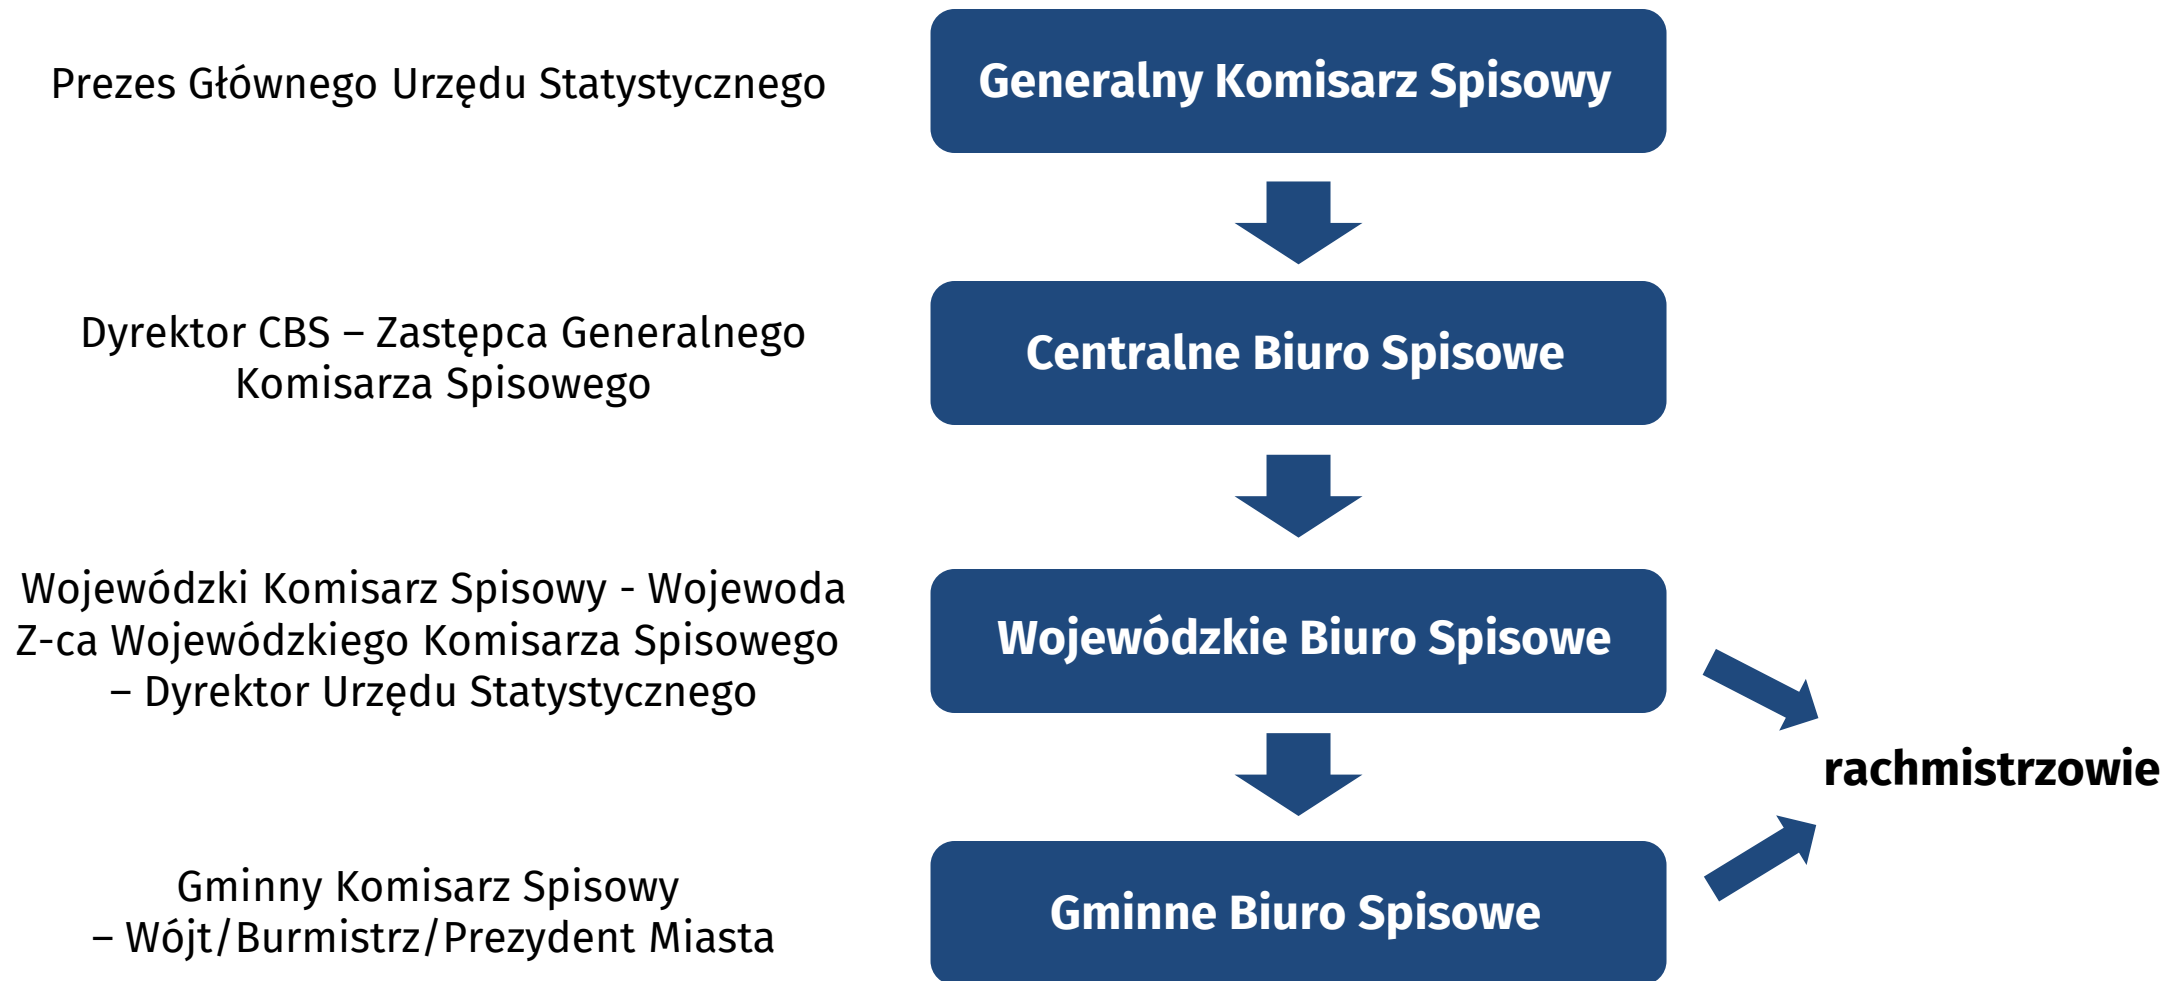 Prezes Głównego Urzędu Statystycznego
Generalny Komisarz Spisowy
Dyrektor CBS – Zastępca Generalnego
Komisarza Spisowego
Centralne Biuro Spisowe
Wojewódzki Komisarz Spisowy - Wojewoda
Z-ca Wojewódzkiego Komisarza Spisowego
– Dyrektor Urzędu Statystycznego
Wojewódzkie Biuro Spisowe
rachmistrzowie
Gminny Komisarz Spisowy
– Wójt/Burmistrz/Prezydent Miasta
Gminne Biuro Spisowe